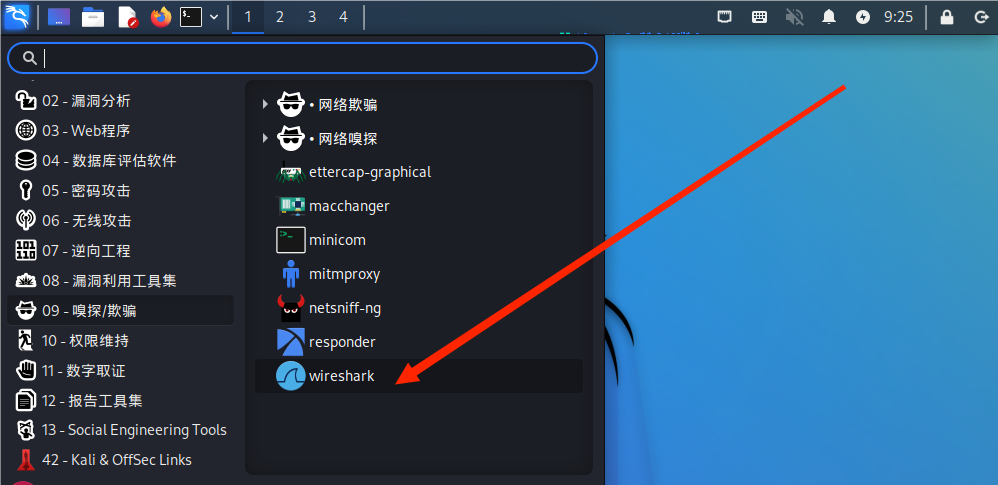 1 2 3 4 9:25
02 - 漏洞分析
03 - Web程序
04 - 数据库评估软件
05 - 密码攻击
06 - 无线攻击
07 - 逆向工程
08 - 漏洞利用工具集
09 - 嗅探/欺骗
10 - 权限维持
11 - 数字取证
12 - 报告工具集
13 - Social Engineering Tools
42 - Kali & OffSec Links
• 网络欺骗
• 网络嗅探
ettercap-graphical
macchanger
minicom
mitmproxy
netsniff-ng
responder
wireshark